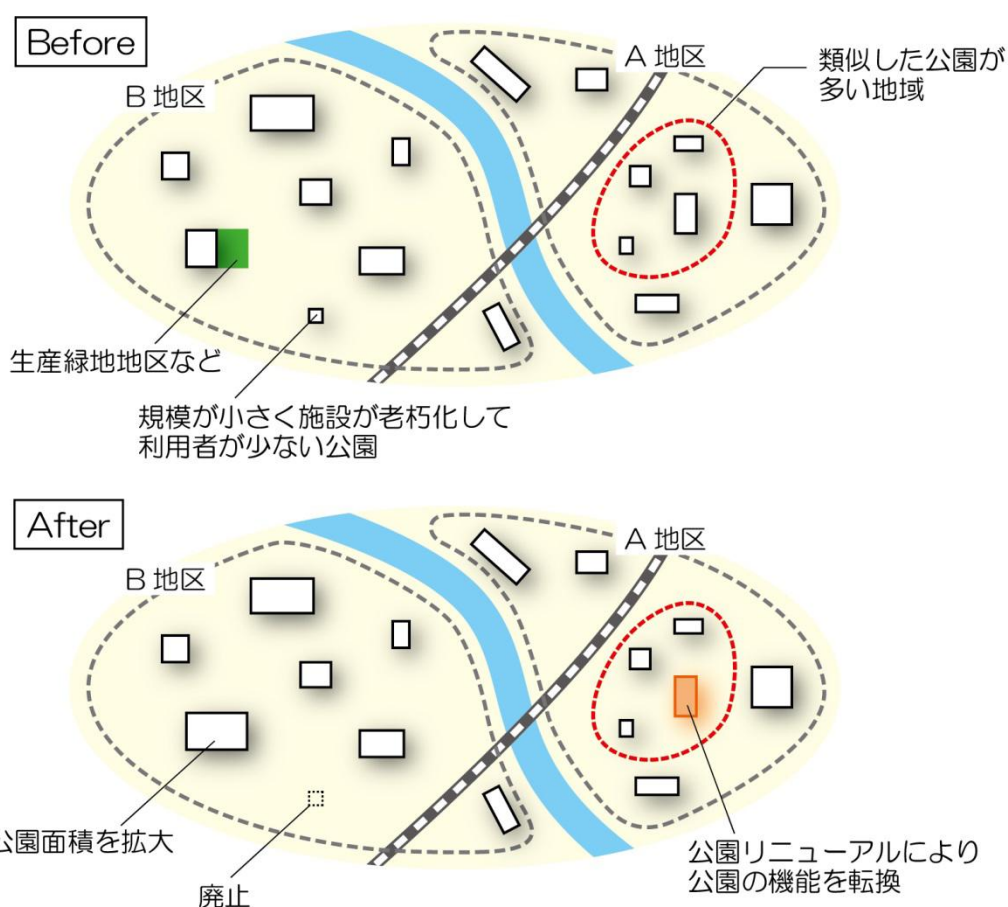 Before
B 地区
A 地区
類似した公園が
多い地域
生産緑地地区など
規模が小さく施設が老朽化して
利用者が少ない公園
After
B 地区
A 地区
公園面積を拡大
廃止
公園リニューアルにより
公園の機能を転換